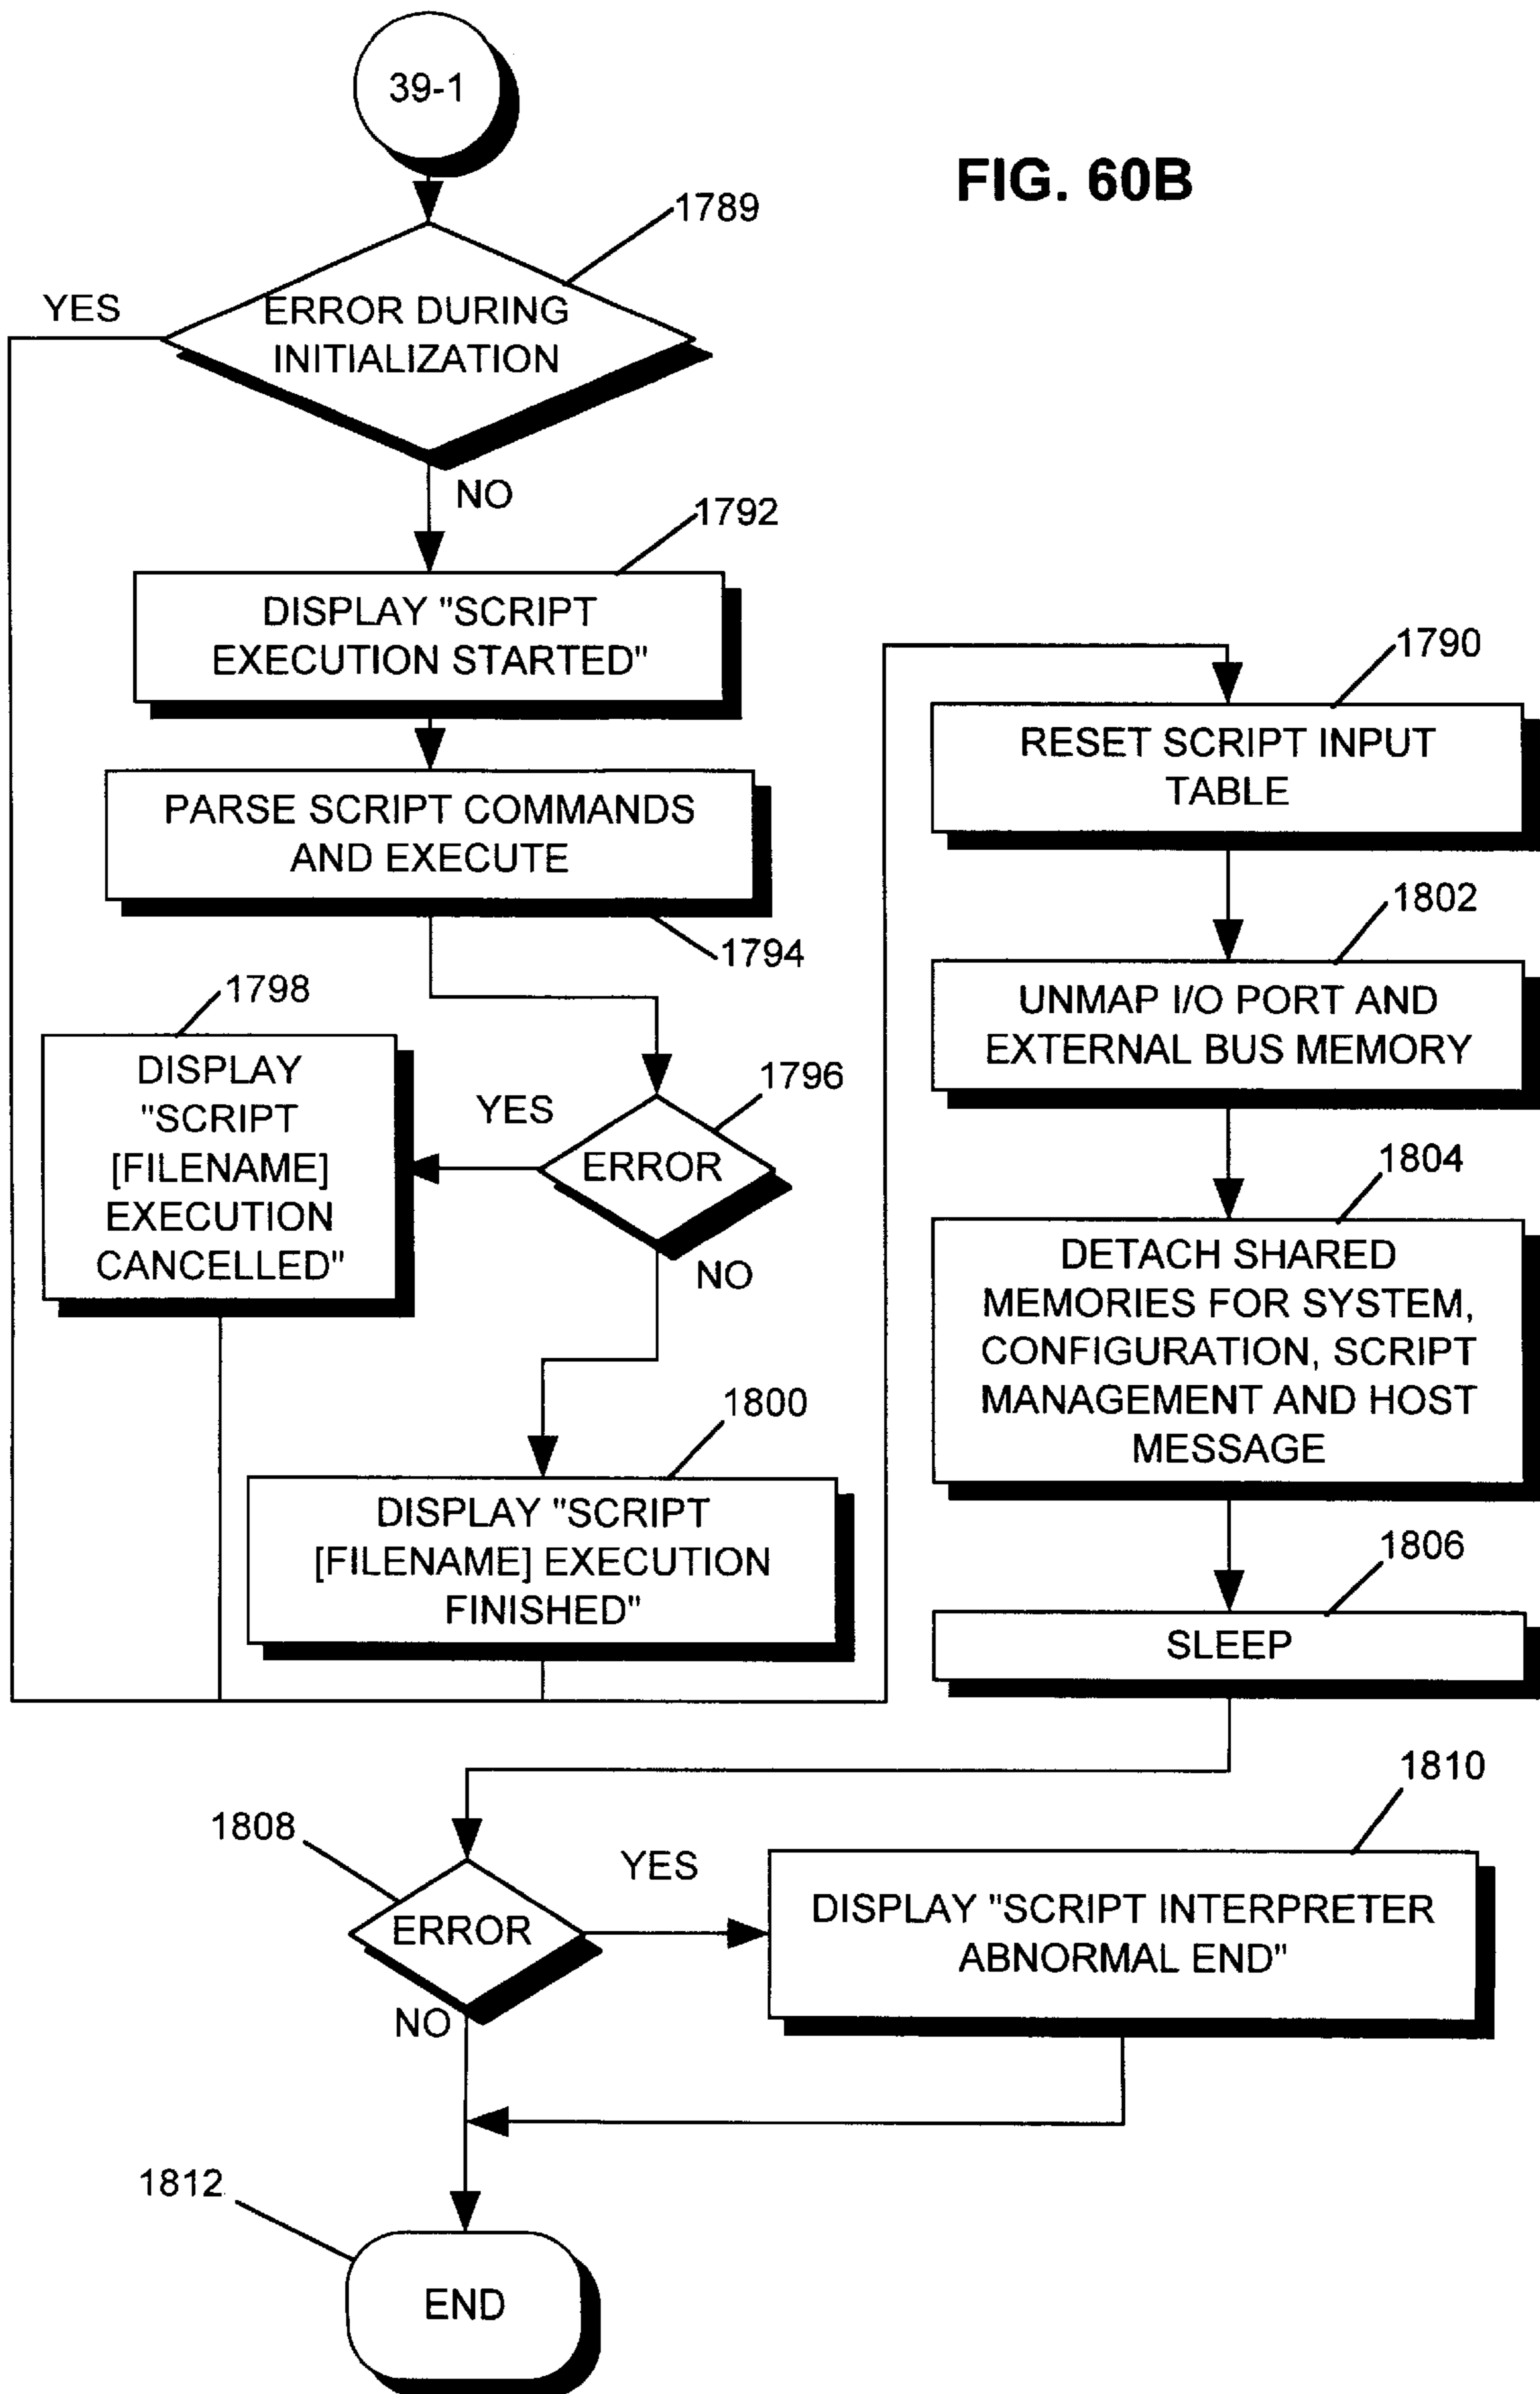 39-1
FIG. 60B
1789
YES
ERROR DURING
INITIALIZATION
NO
1792
DISPLAY "SCRIPT
EXECUTION STARTED"
PARSE SCRIPT COMMANDS
AND EXECUTE
1794
1798
DISPLAY
"SCRIPT
[FILENAME]
EXECUTION
CANCELLED"
1796
YES
ERROR
NO
1800
DISPLAY "SCRIPT
[FILENAME] EXECUTION
FINISHED"
1790
RESET SCRIPT INPUT
TABLE
1802
UNMAP I/O PORT AND
EXTERNAL BUS MEMORY
1804
DETACH SHARED
MEMORIES FOR SYSTEM,
CONFIGURATION, SCRIPT
MANAGEMENT AND HOST
MESSAGE
1806
SLEEP
1808
ERROR
YES
NO
1810
DISPLAY "SCRIPT INTERPRETER
ABNORMAL END"
1812
END